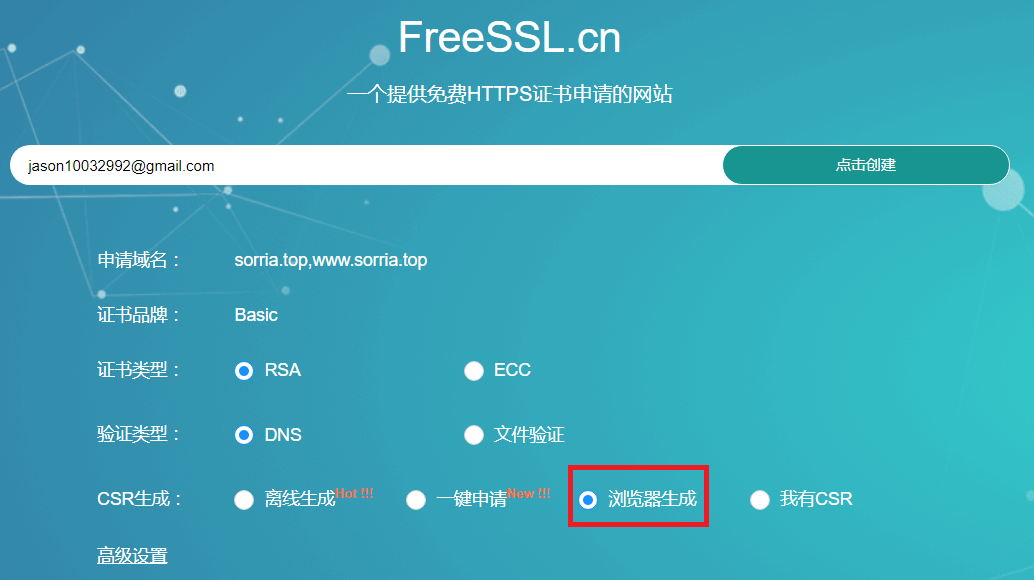 FreeSSL.cn
一个提供免费HTTPS证书申请的网站
jason10032992@gmail.com 点击创建
申请域名： sorria.top,www.sorria.top
证书品牌： Basic
证书类型： RSA ECC
验证类型： DNS 文件验证
CSR生成： 离线生成Hot !!! 一键申请New !!! 浏览器生成 我有CSR
高级设置